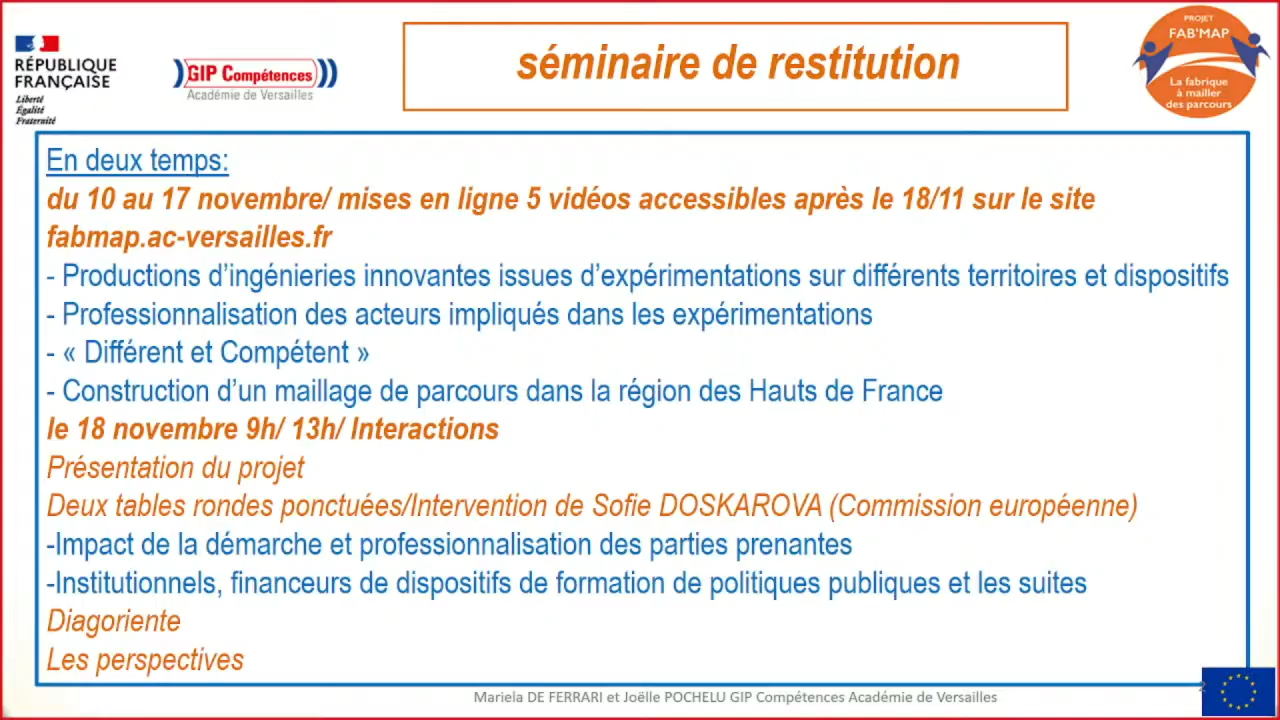 RÉPUBLIQUE
FRANÇAISE
Liberté
Égalité
Fraternité
GIP Compétences
Académie de Versailles
séminaire de restitution
PROJET
FAB'MAP
La fabrique
à mailler
des parcours
En deux temps:
du 10 au 17 novembre/ mises en ligne 5 vidéos accessibles après le 18/11 sur le site
fabmap.ac-versailles.fr
- Productions d’ingénieries innovantes issues d’expérimentations sur différents territoires et dispositifs
- Professionnalisation des acteurs impliqués dans les expérimentations
- « Différent et Compétent »
- Construction d’un maillage de parcours dans la région des Hauts de France
le 18 novembre 9h/ 13h/ Interactions
Présentation du projet
Deux tables rondes ponctuées/Intervention de Sofie DOSKAROVA (Commission européenne)
-Impact de la démarche et professionnalisation des parties prenantes
-Institutionnels, financeurs de dispositifs de formation de politiques publiques et les suites
Diagoriente
Les perspectives
Mariela DE FERRARI et Joëlle POCHELU GIP Compétences Académie de Versailles
2